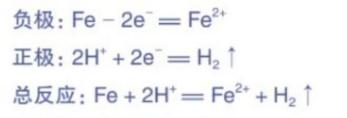 负极: Fe − 2e⁻ = Fe²⁺
正极: 2H⁺ + 2e⁻ = H₂ ↑
总反应: Fe + 2H⁺ = Fe²⁺ + H₂ ↑